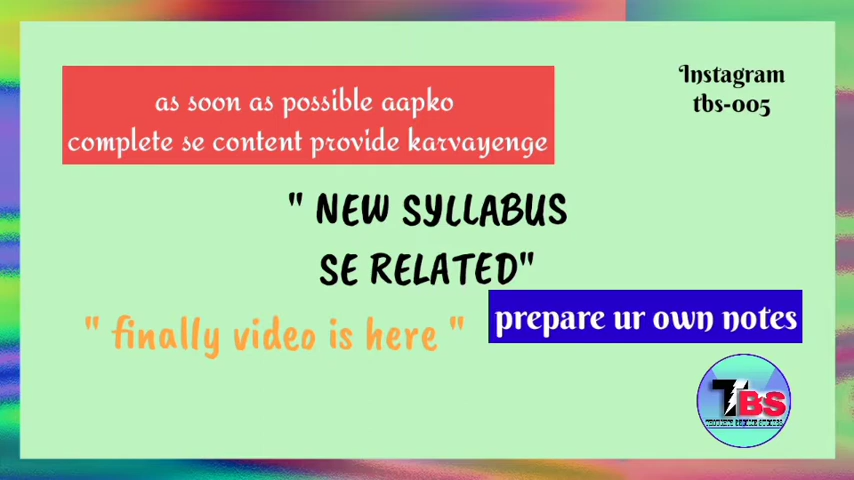 Instagram
tbs-005
as soon as possible aapko
complete se content provide karvayenge
" NEW SYLLABUS
SE RELATED"
" finally video is here "
prepare ur own notes
TBS